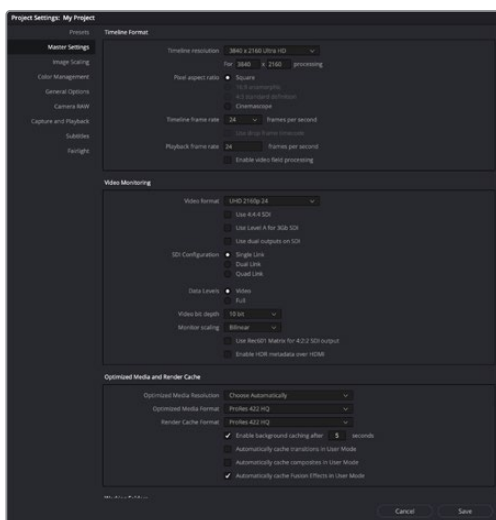 Project Settings: My Project
Presets
Master Settings
Image Scaling
Color Management
General Options
Camera RAW
Capture and Playback
Subtitles
Fairlight
Timeline Format
Timeline resolution 3840 x 2160 Ultra HD
For 3840 x 2160 processing
Pixel aspect ratio Square
16:9 anamorphic
4:3 standard definition
Cinemascope
Timeline frame rate 24 frames per second
Use drop frame timecode
Playback frame rate 24 frames per second
Enable video field processing
Video Monitoring
Video format UHD 2160p 24
Use 4:4:4 SDI
Use Level A for 3Gb SDI
Use dual outputs on SDI
SDI Configuration Single Link
Dual Link
Quad Link
Data Levels Video
Full
Video bit depth 10 bit
Monitor scaling Bilinear
Use Rec601 Matrix for 4:2:2 SDI output
Enable HDR metadata over HDMI
Optimized Media and Render Cache
Optimized Media Resolution Choose Automatically
Optimized Media Format ProRes 422 HQ
Render Cache Format ProRes 422 HQ
Enable background caching after 5 seconds
Automatically cache transitions in User Mode
Automatically cache composites in User Mode
Automatically cache Fusion Effects in User Mode
Working Folders
Cancel Save